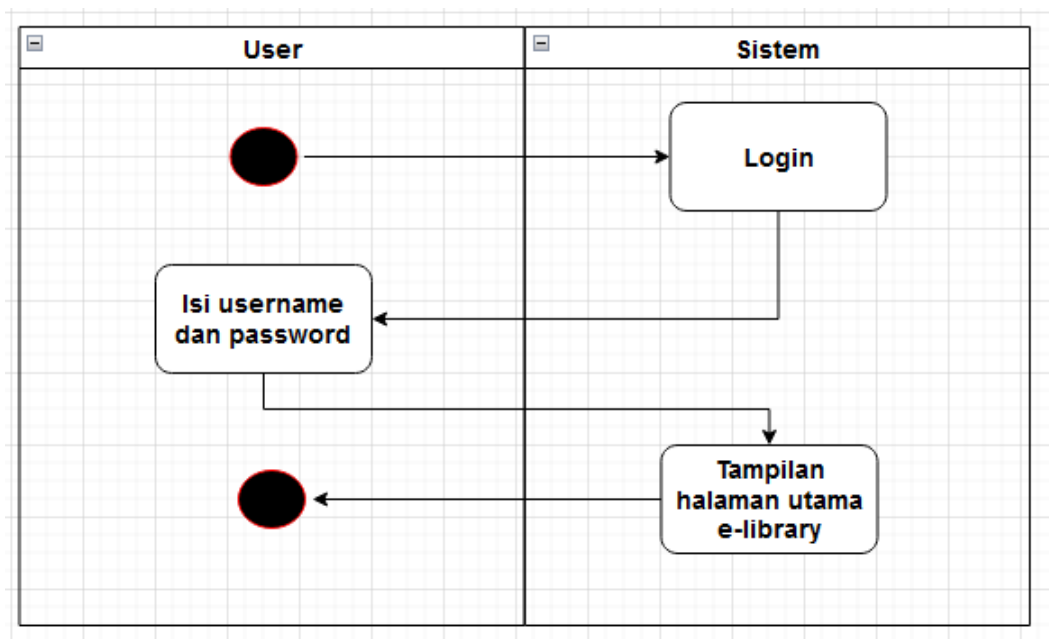 User
Sistem
Login
Isi username
dan password
Tampilan
halaman utama
e-library